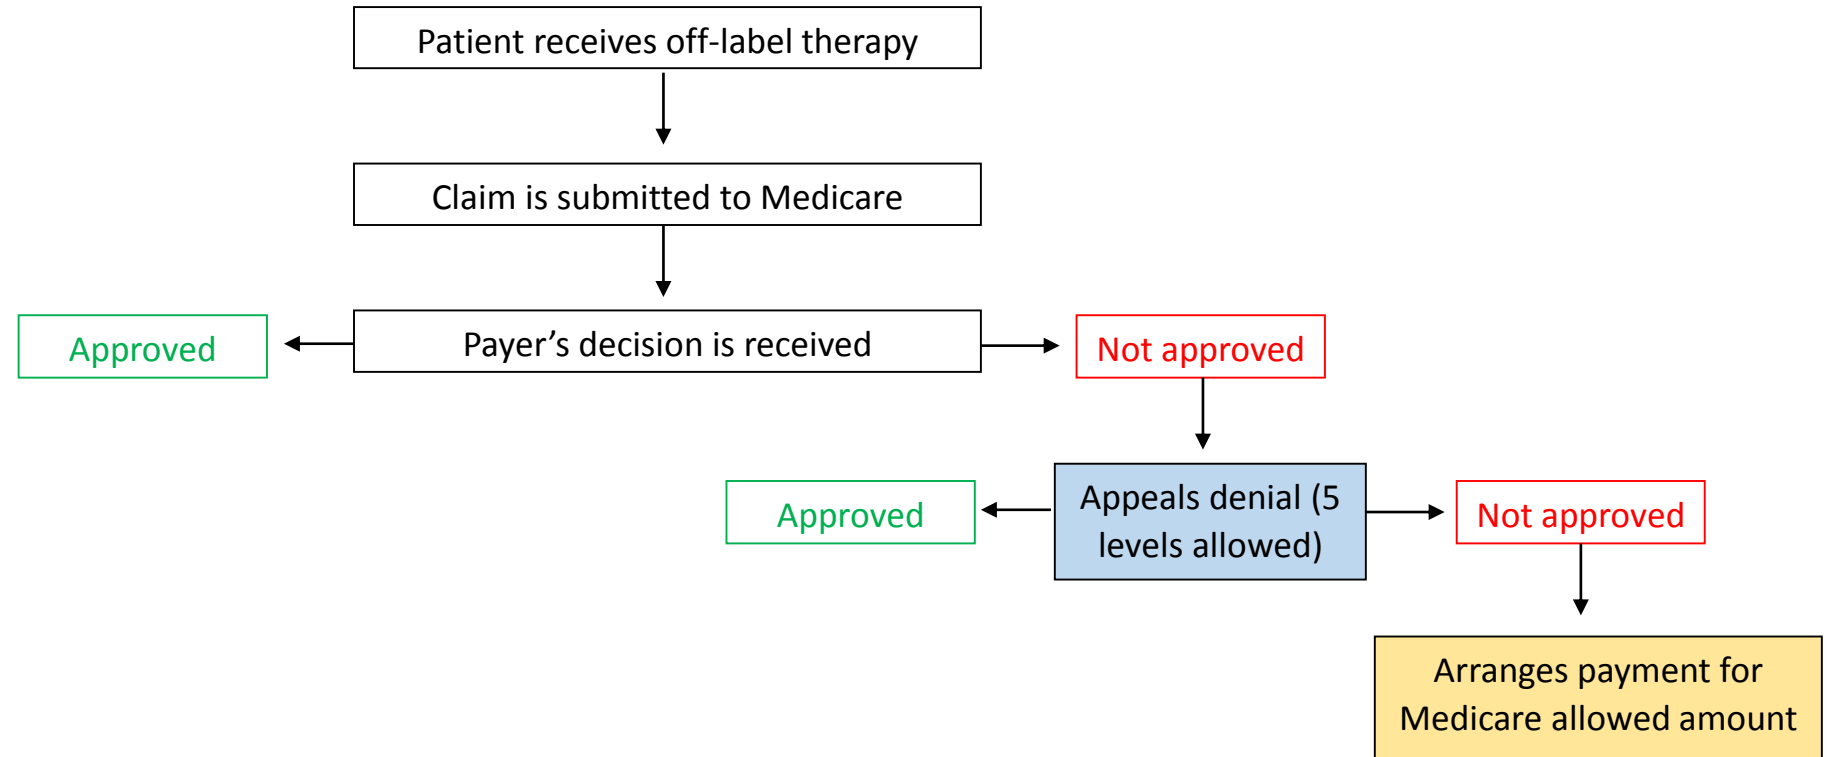 Patient receives off-label therapy
Claim is submitted to Medicare
Approved
Payer’s decision is received
Not approved
Approved
Appeals denial (5
levels allowed)
Not approved
Arranges payment for
Medicare allowed amount